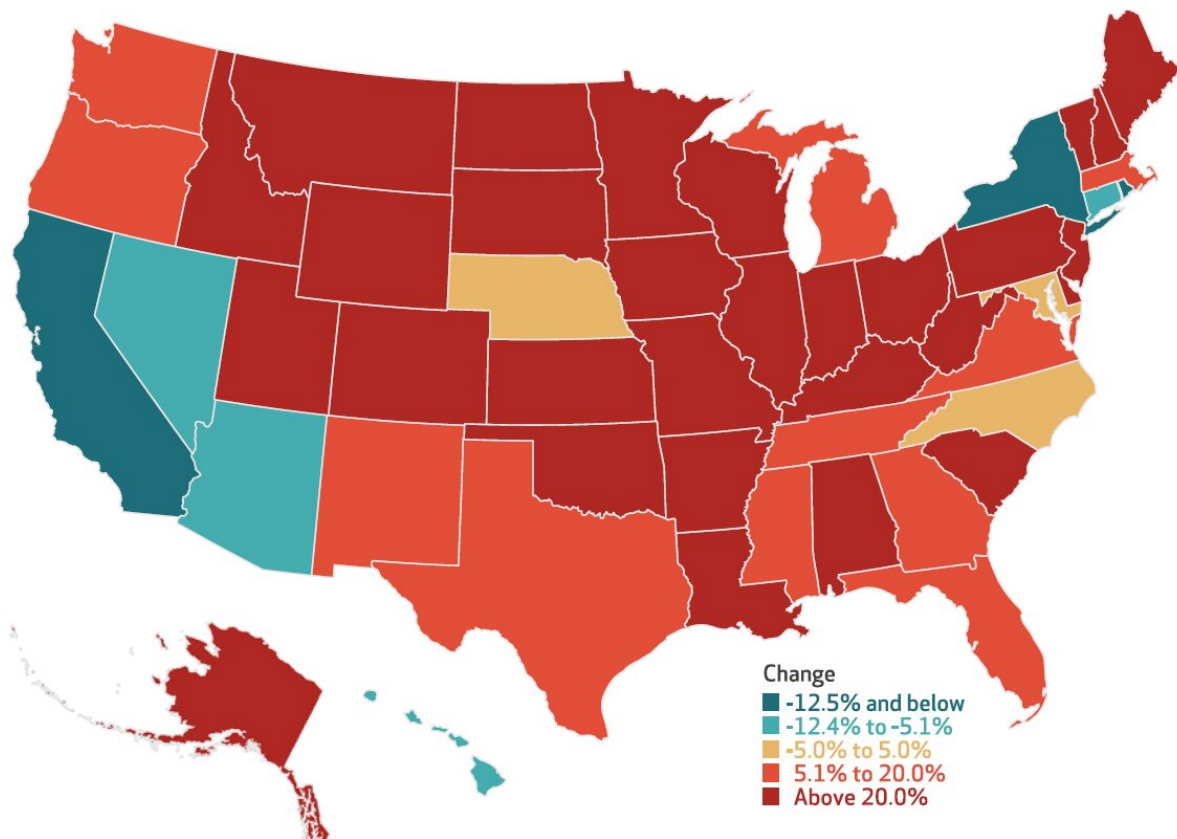 Change
-12.5% and below
-12.4% to -5.1%
-5.0% to 5.0%
5.1% to 20.0%
Above 20.0%